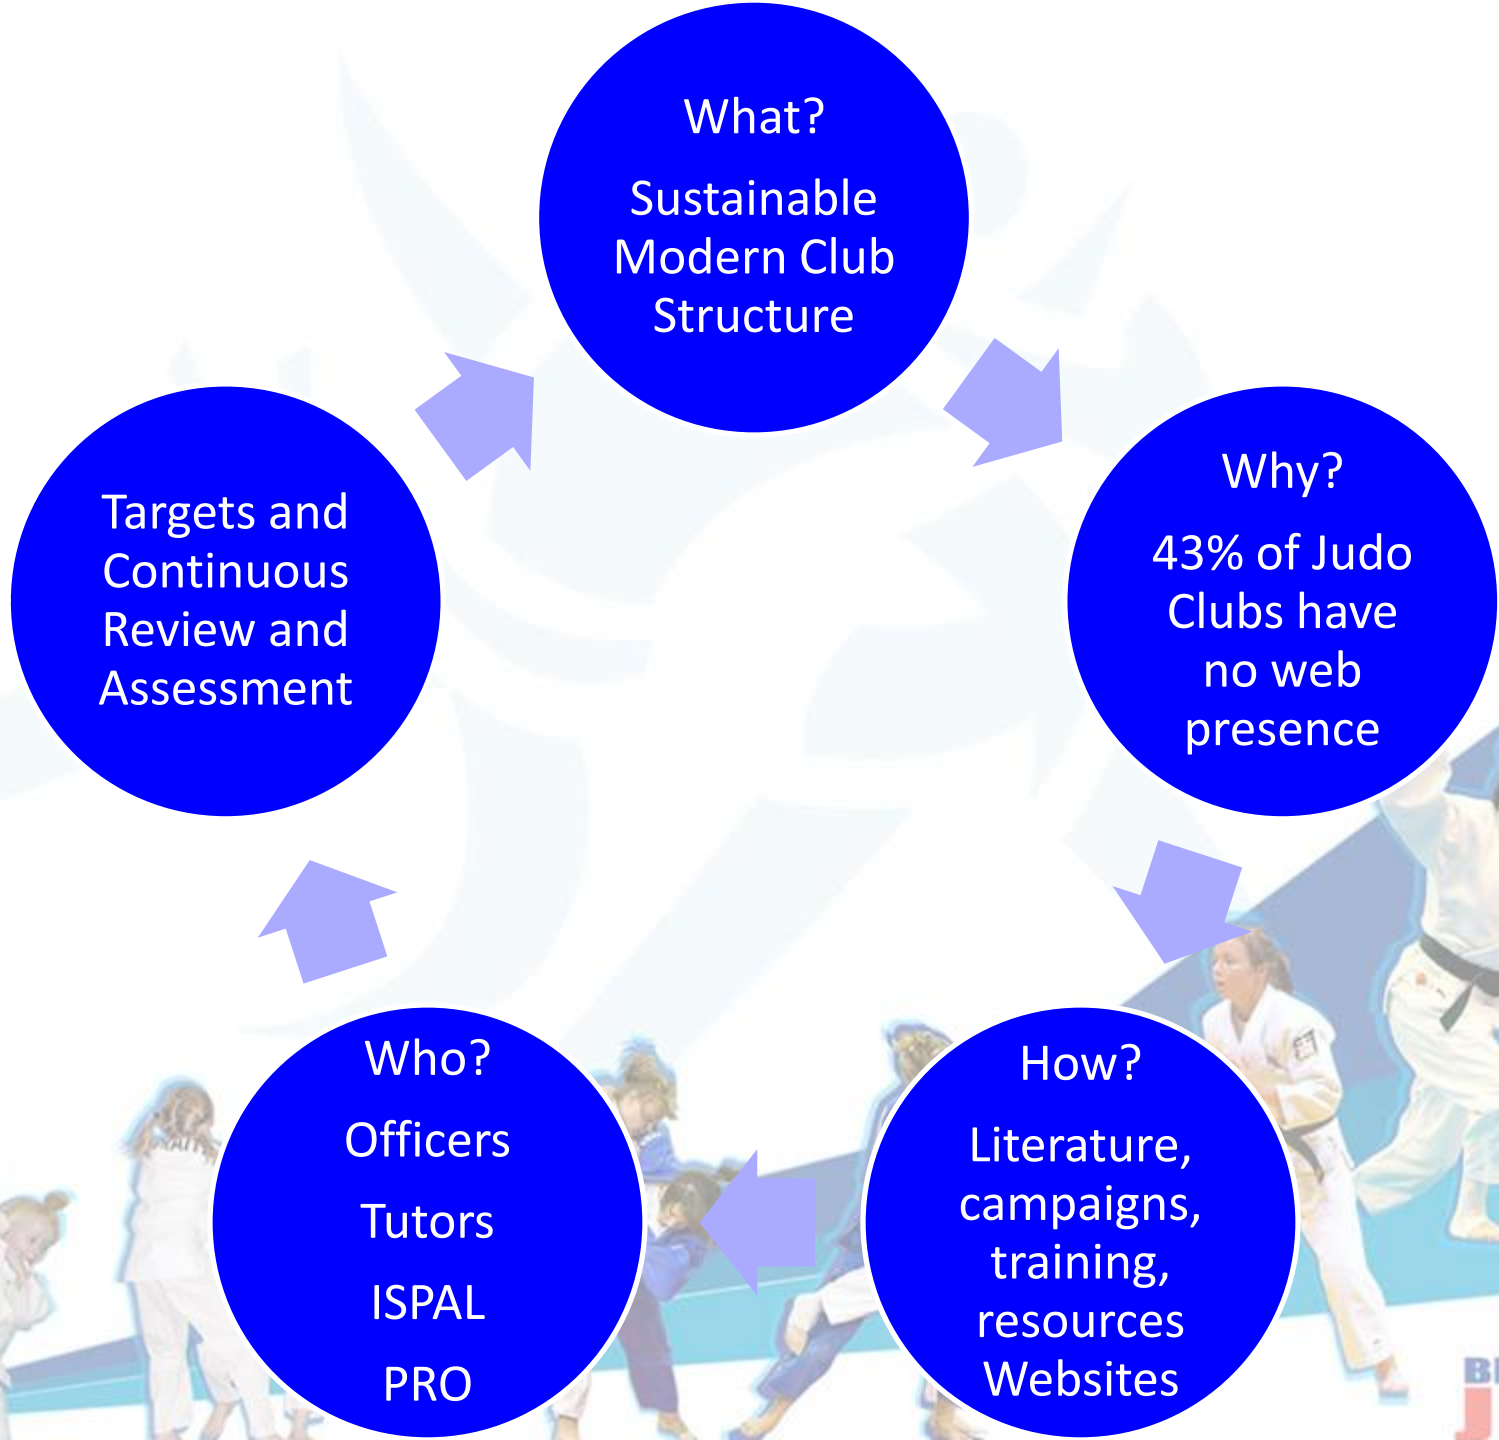 What?
Sustainable
Modern Club
Structure
Why?
43% of Judo
Clubs have
no web
presence
How?
Literature,
campaigns,
training,
resources
Websites
Who?
Officers
Tutors
ISPAL
PRO
Targets and
Continuous
Review and
Assessment